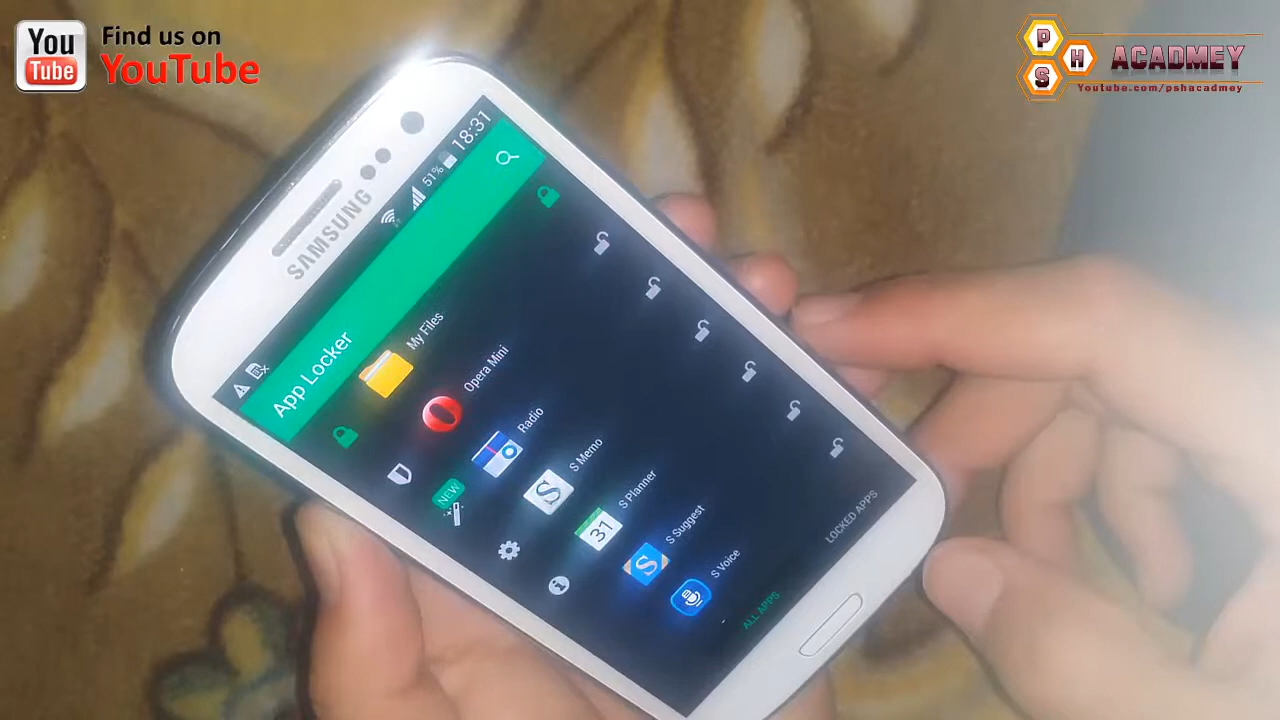 You
Tube
Find us on
YouTube
P
H
S
ACADMEY
Youtube.com/pshacadmey
SAMSUNG
51%
18:31
App Locker
My Files
Opera Mini
Radio
NEW
S Memo
S
31
S Planner
S
S Suggest
S Voice
ALL APPS
LOCKED APPS